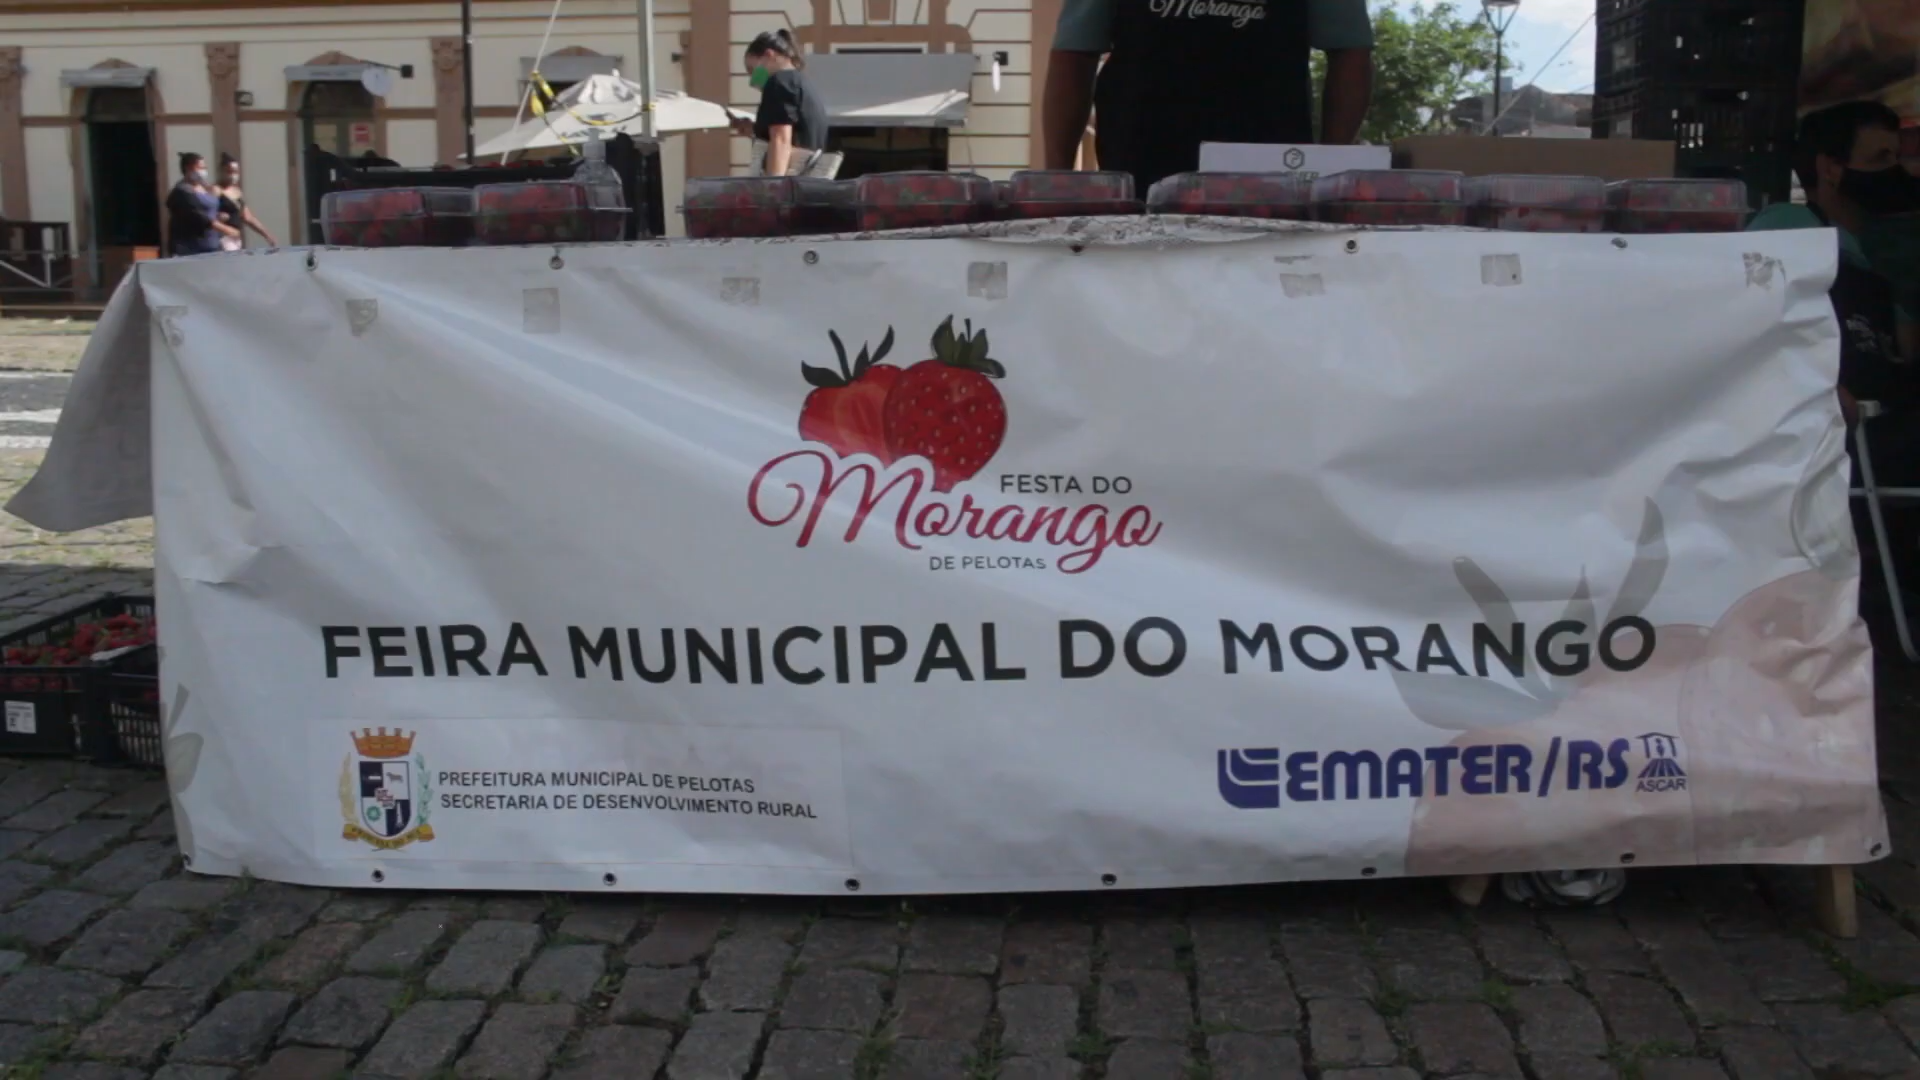 Morango
FESTA DO
Morango
DE PELOTAS
FEIRA MUNICIPAL DO MORANGO
PREFEITURA MUNICIPAL DE PELOTAS
SECRETARIA DE DESENVOLVIMENTO RURAL
EMATER/RS
ASCAR